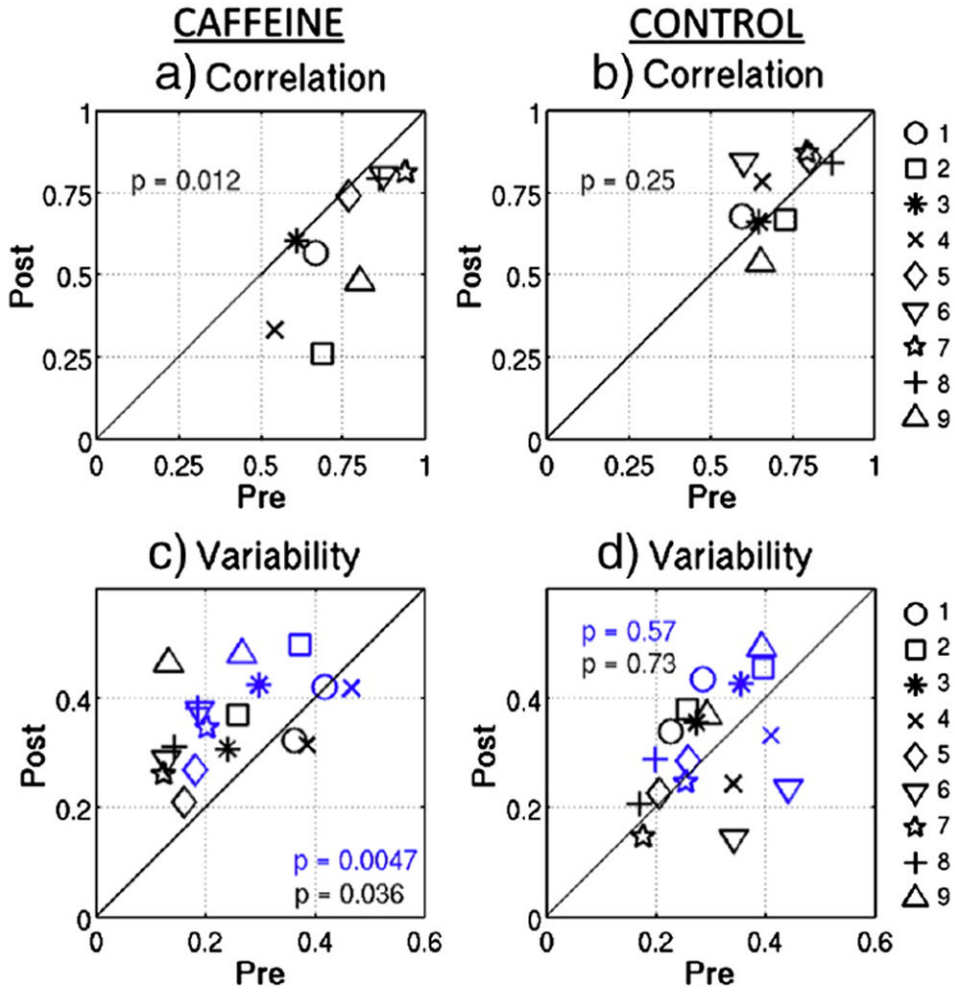 CAFFEINE
CONTROL
a) Correlation
b) Correlation
1
0.75
0.5
0.25
0
Post
p = 0.012
0 0.25 0.5 0.75 1
Pre
1
0.75
0.5
0.25
0
Post
p = 0.25
0 0.25 0.5 0.75 1
Pre
1
2
3
4
5
6
7
8
9
c) Variability
d) Variability
0.4
0.2
0
Post
p = 0.0047
p = 0.036
0 0.2 0.4 0.6
Pre
0.4
0.2
0
Post
p = 0.57
p = 0.73
0 0.2 0.4 0.6
Pre
1
2
3
4
5
6
7
8
9